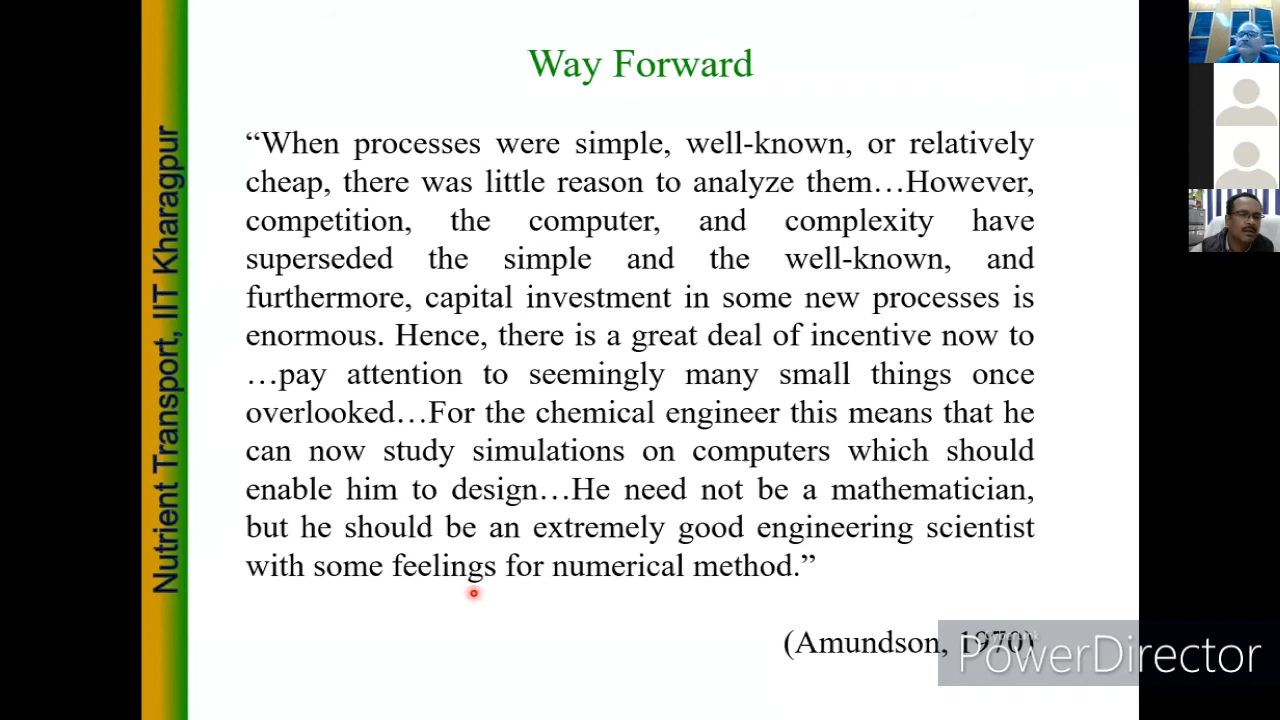 Way Forward
“When processes were simple, well-known, or relatively
cheap, there was little reason to analyze them…However,
competition, the computer, and complexity have
superseded the simple and the well-known, and
furthermore, capital investment in some new processes is
enormous. Hence, there is a great deal of incentive now to
…pay attention to seemingly many small things once
overlooked…For the chemical engineer this means that he
can now study simulations on computers which should
enable him to design…He need not be a mathematician,
but he should be an extremely good engineering scientist
with some feelings for numerical method.”
(Amundson, 1970)
Nutrient Transport, IIT Kharagpur
PowerDirector